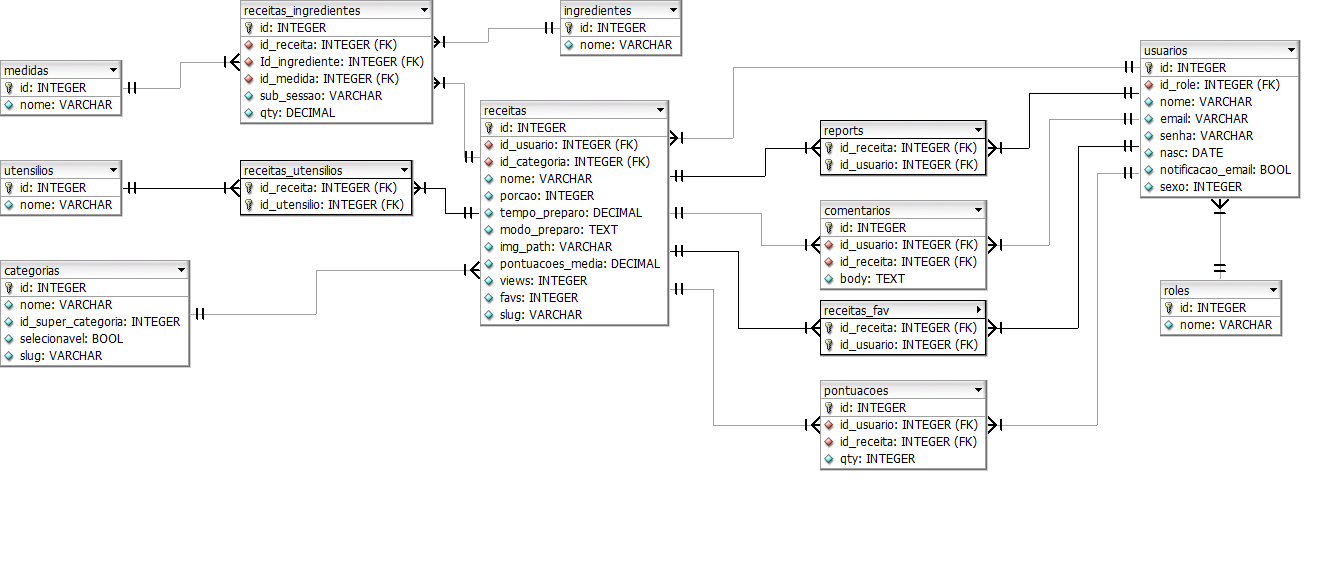 receitas_ingredientes
id: INTEGER
id_receita: INTEGER (FK)
Id_ingrediente: INTEGER (FK)
id_medida: INTEGER (FK)
sub_sessao: VARCHAR
qty: DECIMAL
ingredientes
id: INTEGER
nome: VARCHAR
medidas
id: INTEGER
nome: VARCHAR
usuarios
id: INTEGER
id_role: INTEGER (FK)
nome: VARCHAR
email: VARCHAR
senha: VARCHAR
nasc: DATE
notificacao_email: BOOL
sexo: INTEGER
receitas
id: INTEGER
id_usuario: INTEGER (FK)
id_categoria: INTEGER (FK)
nome: VARCHAR
porcao: INTEGER
tempo_preparo: DECIMAL
modo_preparo: TEXT
img_path: VARCHAR
pontuacoes_media: DECIMAL
views: INTEGER
favs: INTEGER
slug: VARCHAR
reports
id_receita: INTEGER (FK)
id_usuario: INTEGER (FK)
utensilios
id: INTEGER
nome: VARCHAR
receitas_utensilios
id_receita: INTEGER (FK)
id_utensilio: INTEGER (FK)
comentarios
id: INTEGER
id_usuario: INTEGER (FK)
id_receita: INTEGER (FK)
body: TEXT
categorias
id: INTEGER
nome: VARCHAR
id_super_categoria: INTEGER
selecionavel: BOOL
slug: VARCHAR
receitas_fav
id_receita: INTEGER (FK)
id_usuario: INTEGER (FK)
roles
id: INTEGER
nome: VARCHAR
pontuacoes
id: INTEGER
id_usuario: INTEGER (FK)
id_receita: INTEGER (FK)
qty: INTEGER